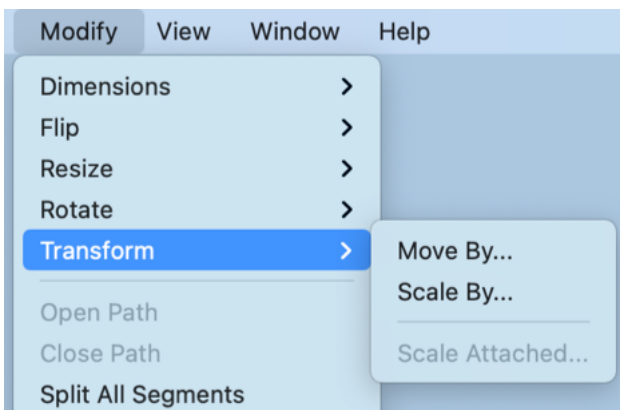 Modify View Window Help
Dimensions
Flip
Resize
Rotate
Transform
Move By...
Scale By...
Scale Attached...
Open Path
Close Path
Split All Segments